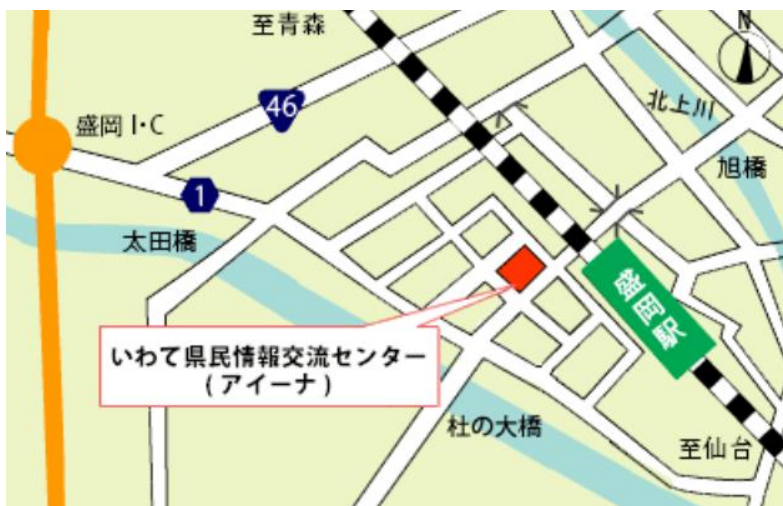 至青森
N
46
盛岡 I・C
北上川
旭橋
1
太田橋
盛岡駅
いわて県民情報交流センター
(アイーナ)
杜の大橋
至仙台